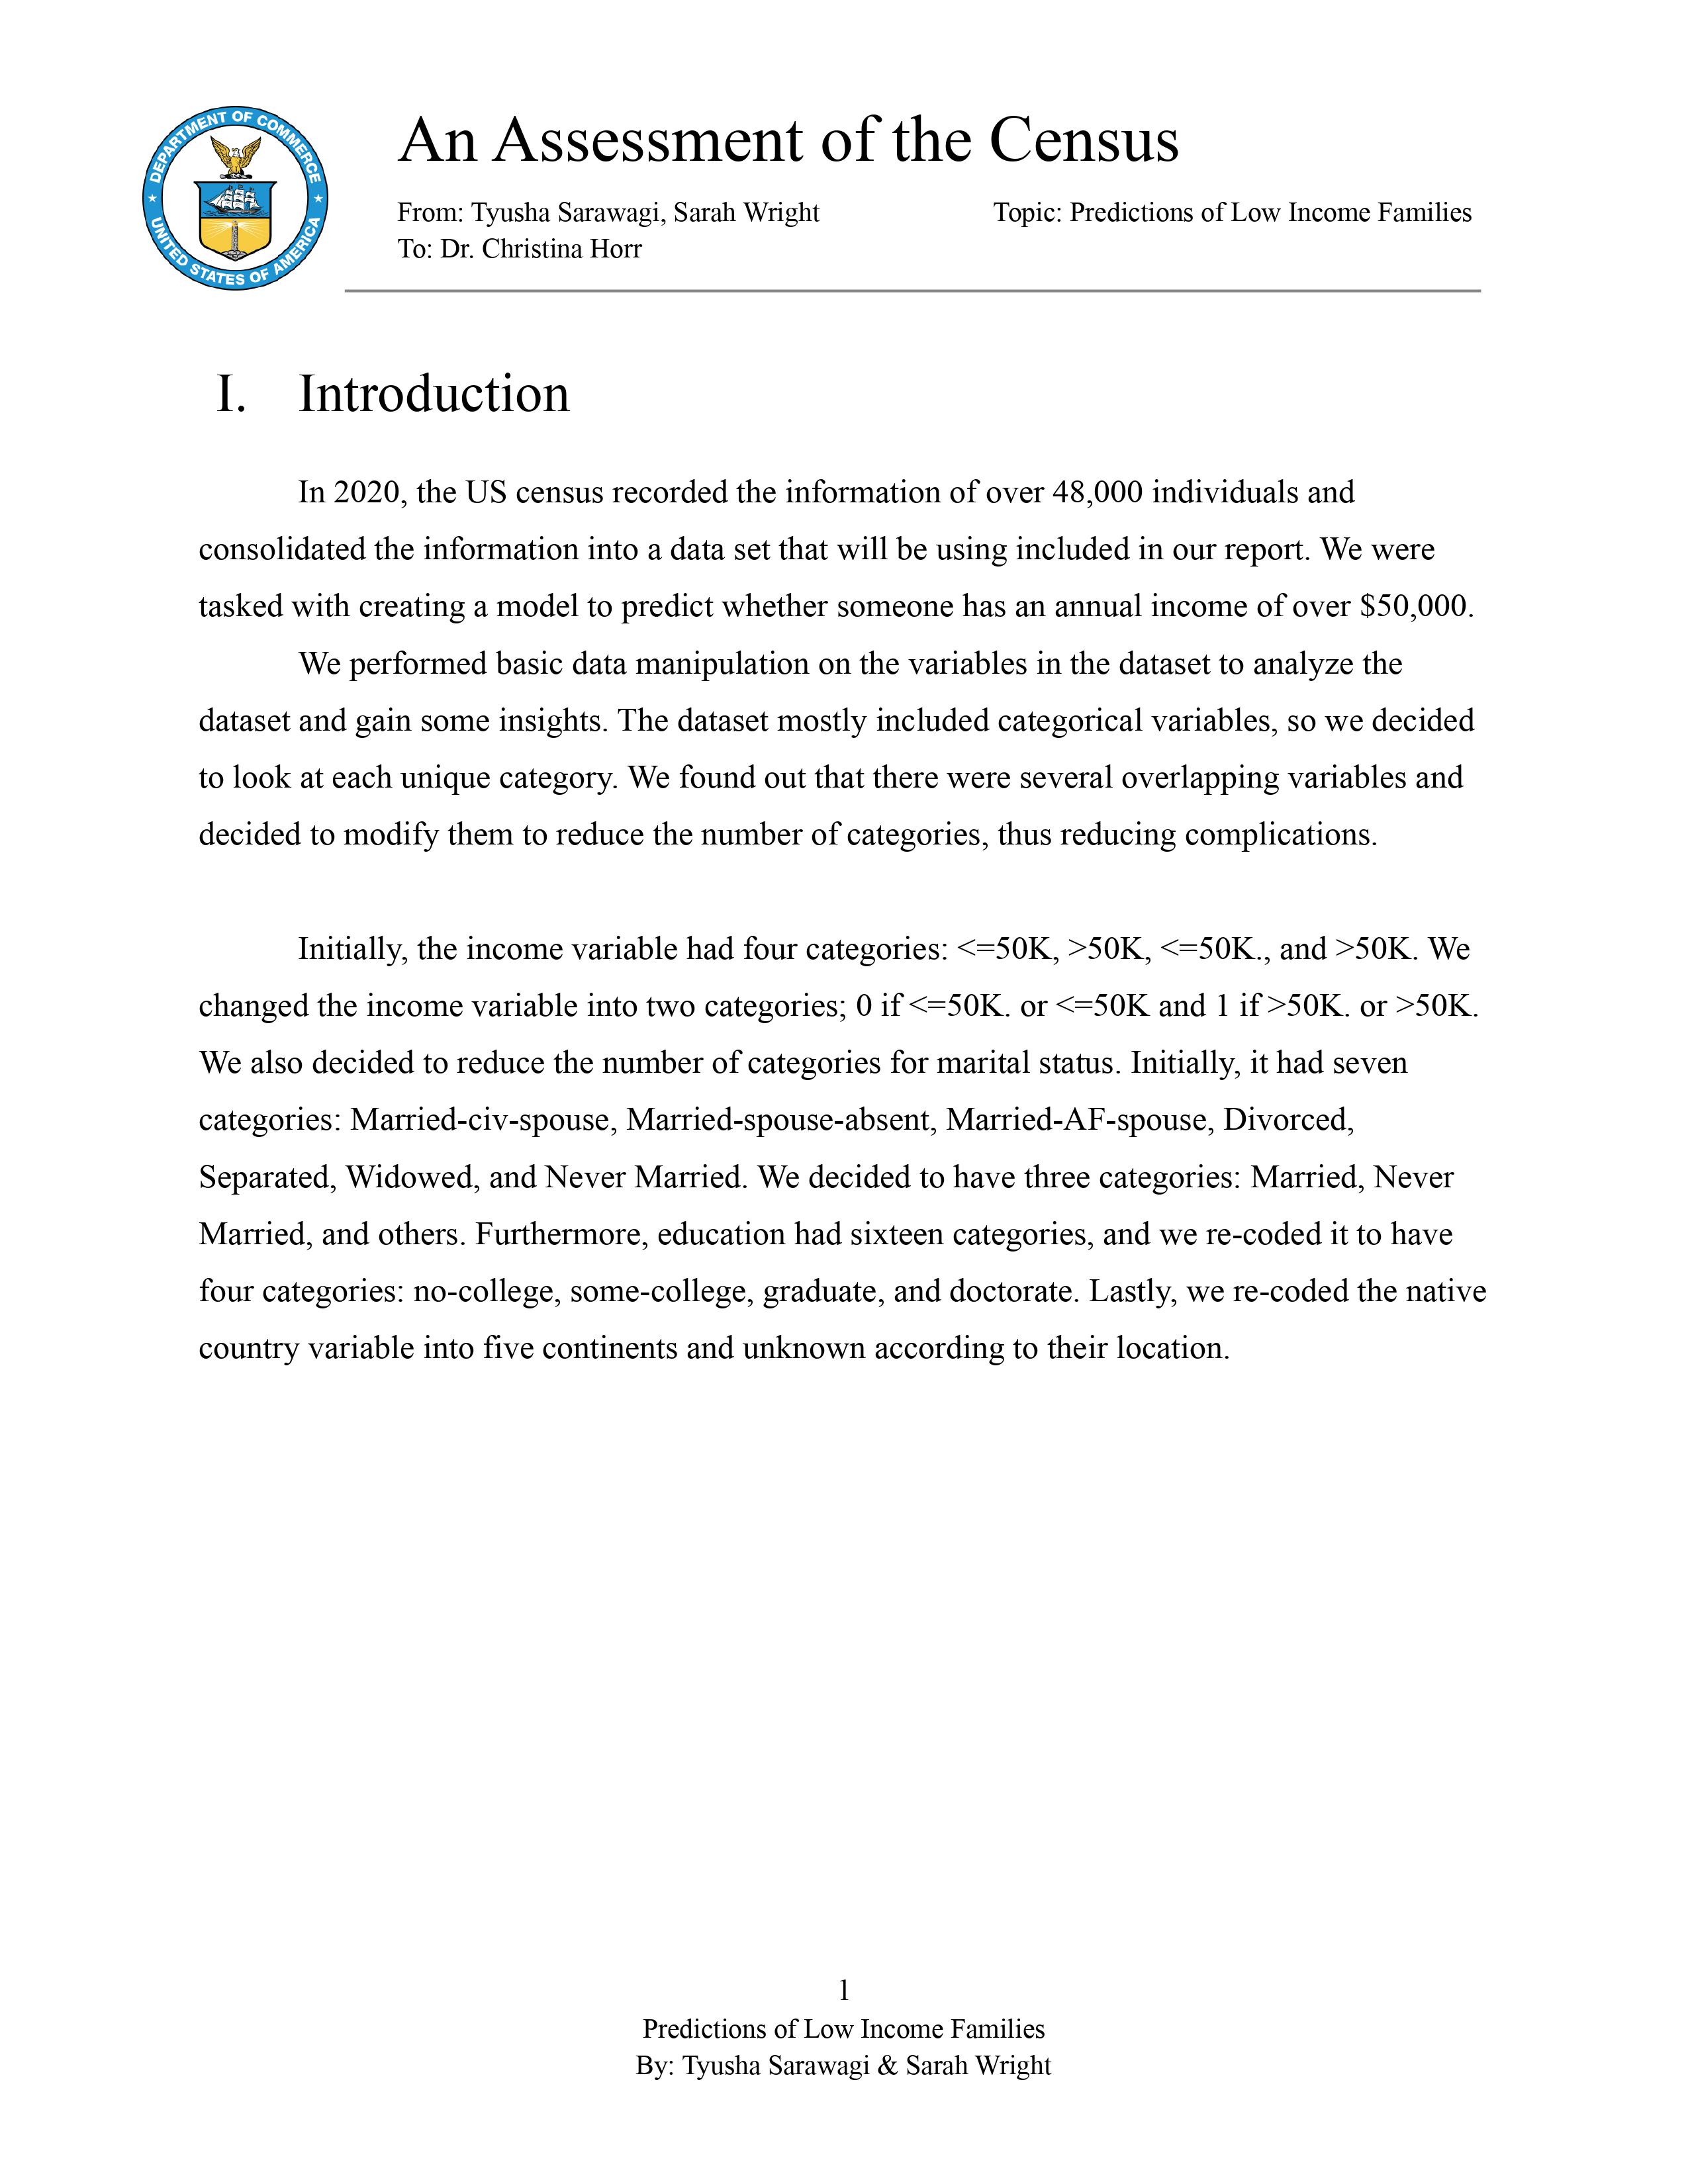 DEPARTMENT OF COMMERCE
UNITED STATES OF AMERICA
An Assessment of the Census
From: Tyusha Sarawagi, Sarah Wright
Topic: Predictions of Low Income Families
To: Dr. Christina Horr
I. Introduction
In 2020, the US census recorded the information of over 48,000 individuals and
consolidated the information into a data set that will be using included in our report. We were
tasked with creating a model to predict whether someone has an annual income of over $50,000.
We performed basic data manipulation on the variables in the dataset to analyze the
dataset and gain some insights. The dataset mostly included categorical variables, so we decided
to look at each unique category. We found out that there were several overlapping variables and
decided to modify them to reduce the number of categories, thus reducing complications.
Initially, the income variable had four categories: <=50K, >50K, <=50K., and >50K. We
changed the income variable into two categories; 0 if <=50K. or <=50K and 1 if >50K. or >50K.
We also decided to reduce the number of categories for marital status. Initially, it had seven
categories: Married-civ-spouse, Married-spouse-absent, Married-AF-spouse, Divorced,
Separated, Widowed, and Never Married. We decided to have three categories: Married, Never
Married, and others. Furthermore, education had sixteen categories, and we re-coded it to have
four categories: no-college, some-college, graduate, and doctorate. Lastly, we re-coded the native
country variable into five continents and unknown according to their location.
1
Predictions of Low Income Families
By: Tyusha Sarawagi & Sarah Wright